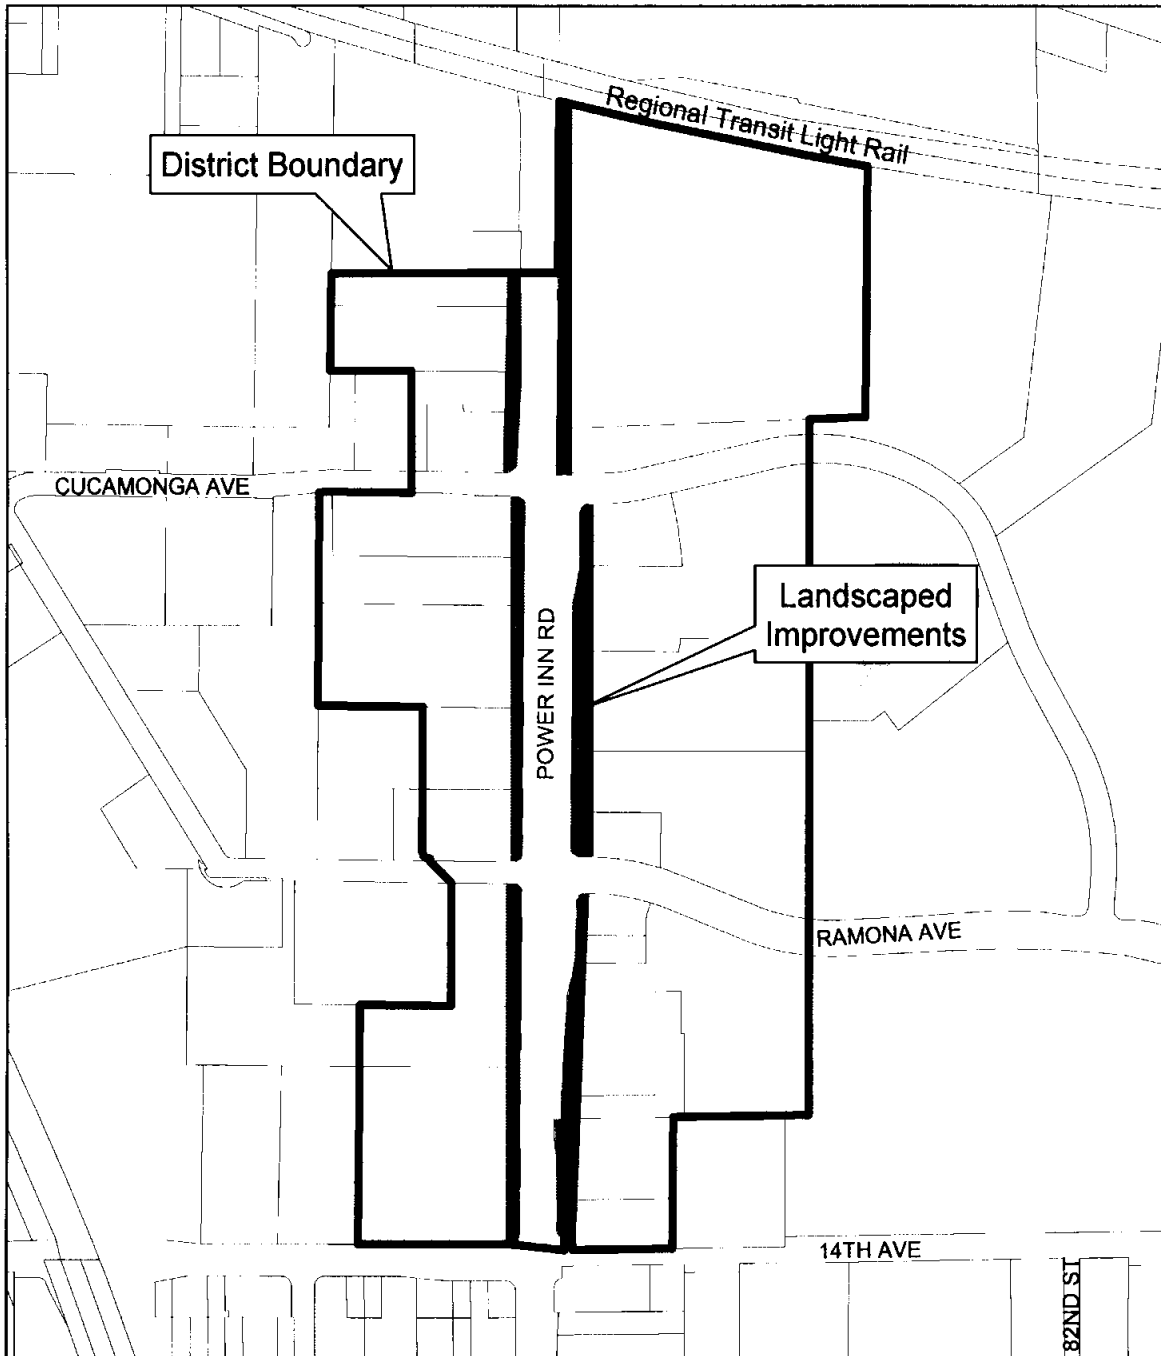 Regional Transit Light Rail
District Boundary
CUCAMONGA AVE
Landscaped
Improvements
POWER INN RD
RAMONA AVE
14TH AVE
82ND ST